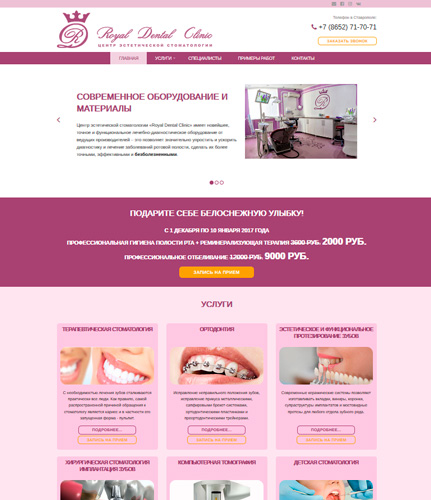 Телефон в Ставрополе:
Royal Dental Clinic
ЦЕНТР ЭСТЕТИЧЕСКОЙ СТОМАТОЛОГИИ
+7 (8652) 71-70-71
ЗАКАЗАТЬ ЗВОНОК
ГЛАВНАЯ УСЛУГИ СПЕЦИАЛИСТЫ ПРИМЕРЫ РАБОТ КОНТАКТЫ
СОВРЕМЕННОЕ ОБОРУДОВАНИЕ И
МАТЕРИАЛЫ
Центр эстетической стоматологии «Royal Dental Clinic» имеет новейшее,
точное и функциональное лечебно-диагностическое оборудование от
ведущих производителей – это позволяет значительно упростить и ускорить
диагностику и лечение заболеваний ротовой полости, сделать их более
точными, эффективными и безболезненными.
ПОДАРИТЕ СЕБЕ БЕЛОСНЕЖНУЮ УЛЫБКУ!
С 1 ДЕКАБРЯ ПО 10 ЯНВАРЯ 2017 ГОДА
ПРОФЕССИОНАЛЬНАЯ ГИГИЕНА ПОЛОСТИ РТА + РЕМИНЕРАЛИЗУЮЩАЯ ТЕРАПИЯ 3600 РУБ. 2000 РУБ.
ПРОФЕССИОНАЛЬНОЕ ОТБЕЛИВАНИЕ 12000 РУБ. 9000 РУБ.
ЗАПИСЬ НА ПРИЕМ
УСЛУГИ
ТЕРАПЕВТИЧЕСКАЯ СТОМАТОЛОГИЯ
ОРТОДОНТИЯ
ЭСТЕТИЧЕСКОЕ И ФУНКЦИОНАЛЬНОЕ
ПРОТЕЗИРОВАНИЕ ЗУБОВ
С необходимостью лечения зубов сталкивается
практически все люди. Как правило, самой
распространенной причиной обращения к
стоматологу является кариес и в частности его
запущенная форма - пульпит.
Исправление неправильного положения зубов,
исправление прикуса металлическими,
сапфировыми брекет-системами,
ортодонтическими пластинками и
преортодонтическими трейнерами.
Современные керамические системы позволяют
изготавливать вкладки, виниры, коронки,
супраструктуры имплантатов и мостовидные
протезы для любого отдела зубного ряда.
ПОДРОБНЕЕ... ПОДРОБНЕЕ... ПОДРОБНЕЕ...
ЗАПИСЬ НА ПРИЕМ ЗАПИСЬ НА ПРИЕМ ЗАПИСЬ НА ПРИЕМ
ХИРУРГИЧЕСКАЯ СТОМАТОЛОГИЯ
ИМПЛАНТАЦИЯ ЗУБОВ
КОМПЬЮТЕРНАЯ ТОМОГРАФИЯ
ДЕТСКАЯ СТОМАТОЛОГИЯ